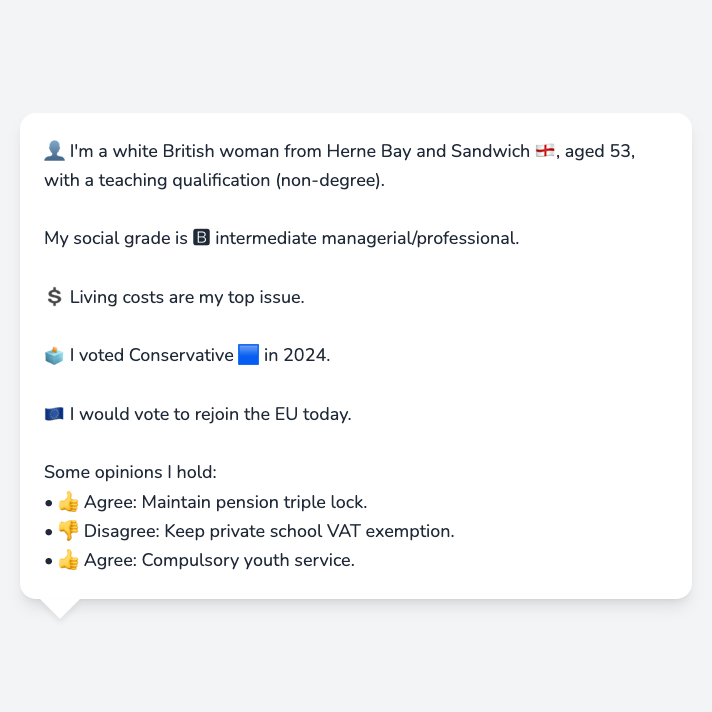 👤 I'm a white British woman from Herne Bay and Sandwich 🏴󠁧󠁢󠁥󠁮󠁧󠁿, aged 53,
with a teaching qualification (non-degree).
My social grade is 🅱 intermediate managerial/professional.
💲 Living costs are my top issue.
🗳️ I voted Conservative 🟦 in 2024.
🇪🇺 I would vote to rejoin the EU today.
Some opinions I hold:
• 👍 Agree: Maintain pension triple lock.
• 👎 Disagree: Keep private school VAT exemption.
• 👍 Agree: Compulsory youth service.